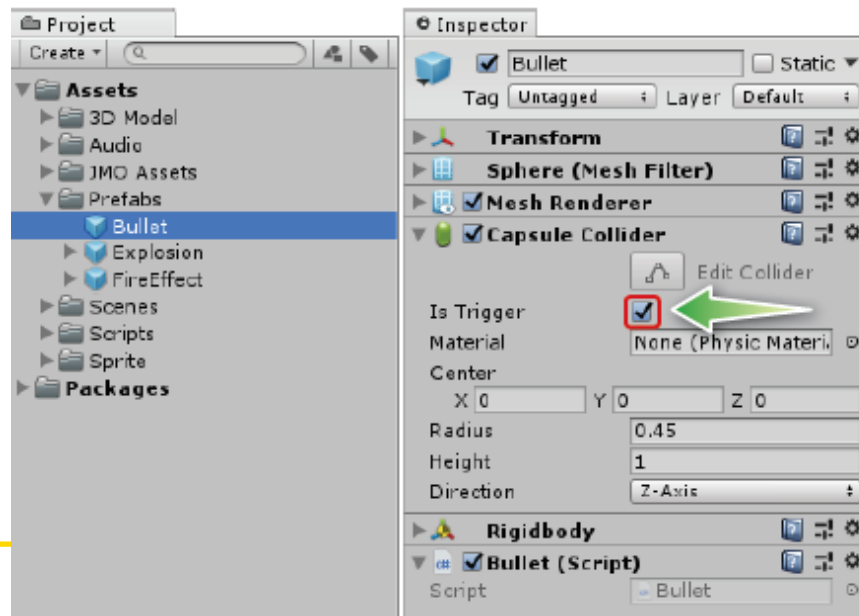 Project
Create
Assets
3D Model
Audio
JMO Assets
Prefabs
Bullet
Explosion
FireEffect
Scenes
Scripts
Sprite
Packages
Inspector
Bullet
Static
Tag Untagged Layer Default
Transform
Sphere (Mesh Filter)
Mesh Renderer
Capsule Collider
Edit Collider
Is Trigger
Material None (Physic Materi
Center
X 0 Y 0 Z 0
Radius 0.45
Height 1
Direction Z-Axis
Rigidbody
c# Bullet (Script)
Script Bullet